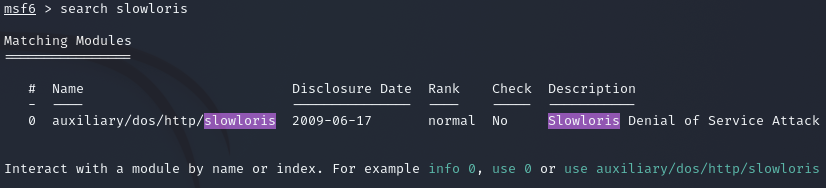 msf6 > search slowloris
Matching Modules
================
# Name Disclosure Date Rank Check Description
- ---- --------------- ---- ----- -----------
0 auxiliary/dos/http/slowloris 2009-06-17 normal No Slowloris Denial of Service Attack
Interact with a module by name or index. For example info 0, use 0 or use auxiliary/dos/http/slowloris